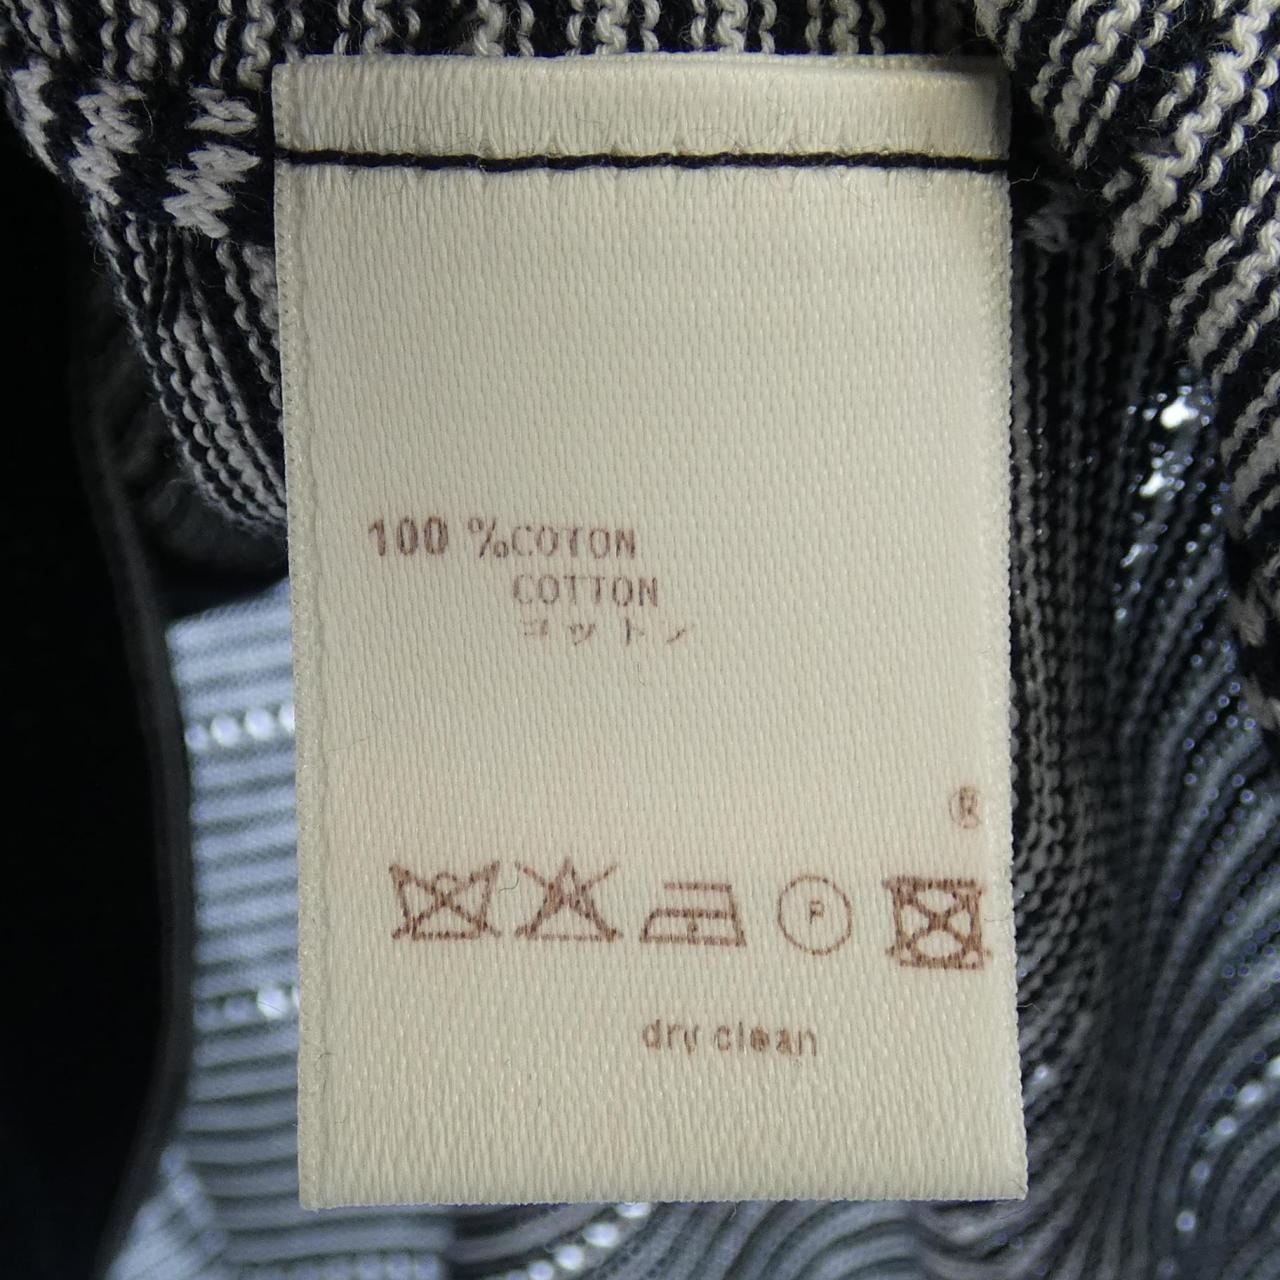 100 %COTON
COTTON
コットン
®
P
dry clean